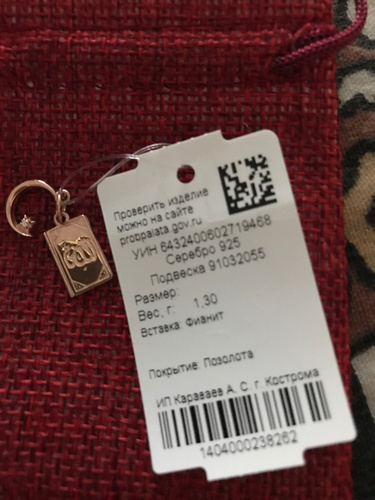 Проверить изделие
можно на сайте
probpalata.gov.ru
УИН 6432400602719468
Серебро 925
Подвеска 91032055
Размер:
Вес, г: 1,30
Вставка: Фианит
Покрытие: Позолота
ИП Караваев А. С г. Кострома
1404000238262
الله